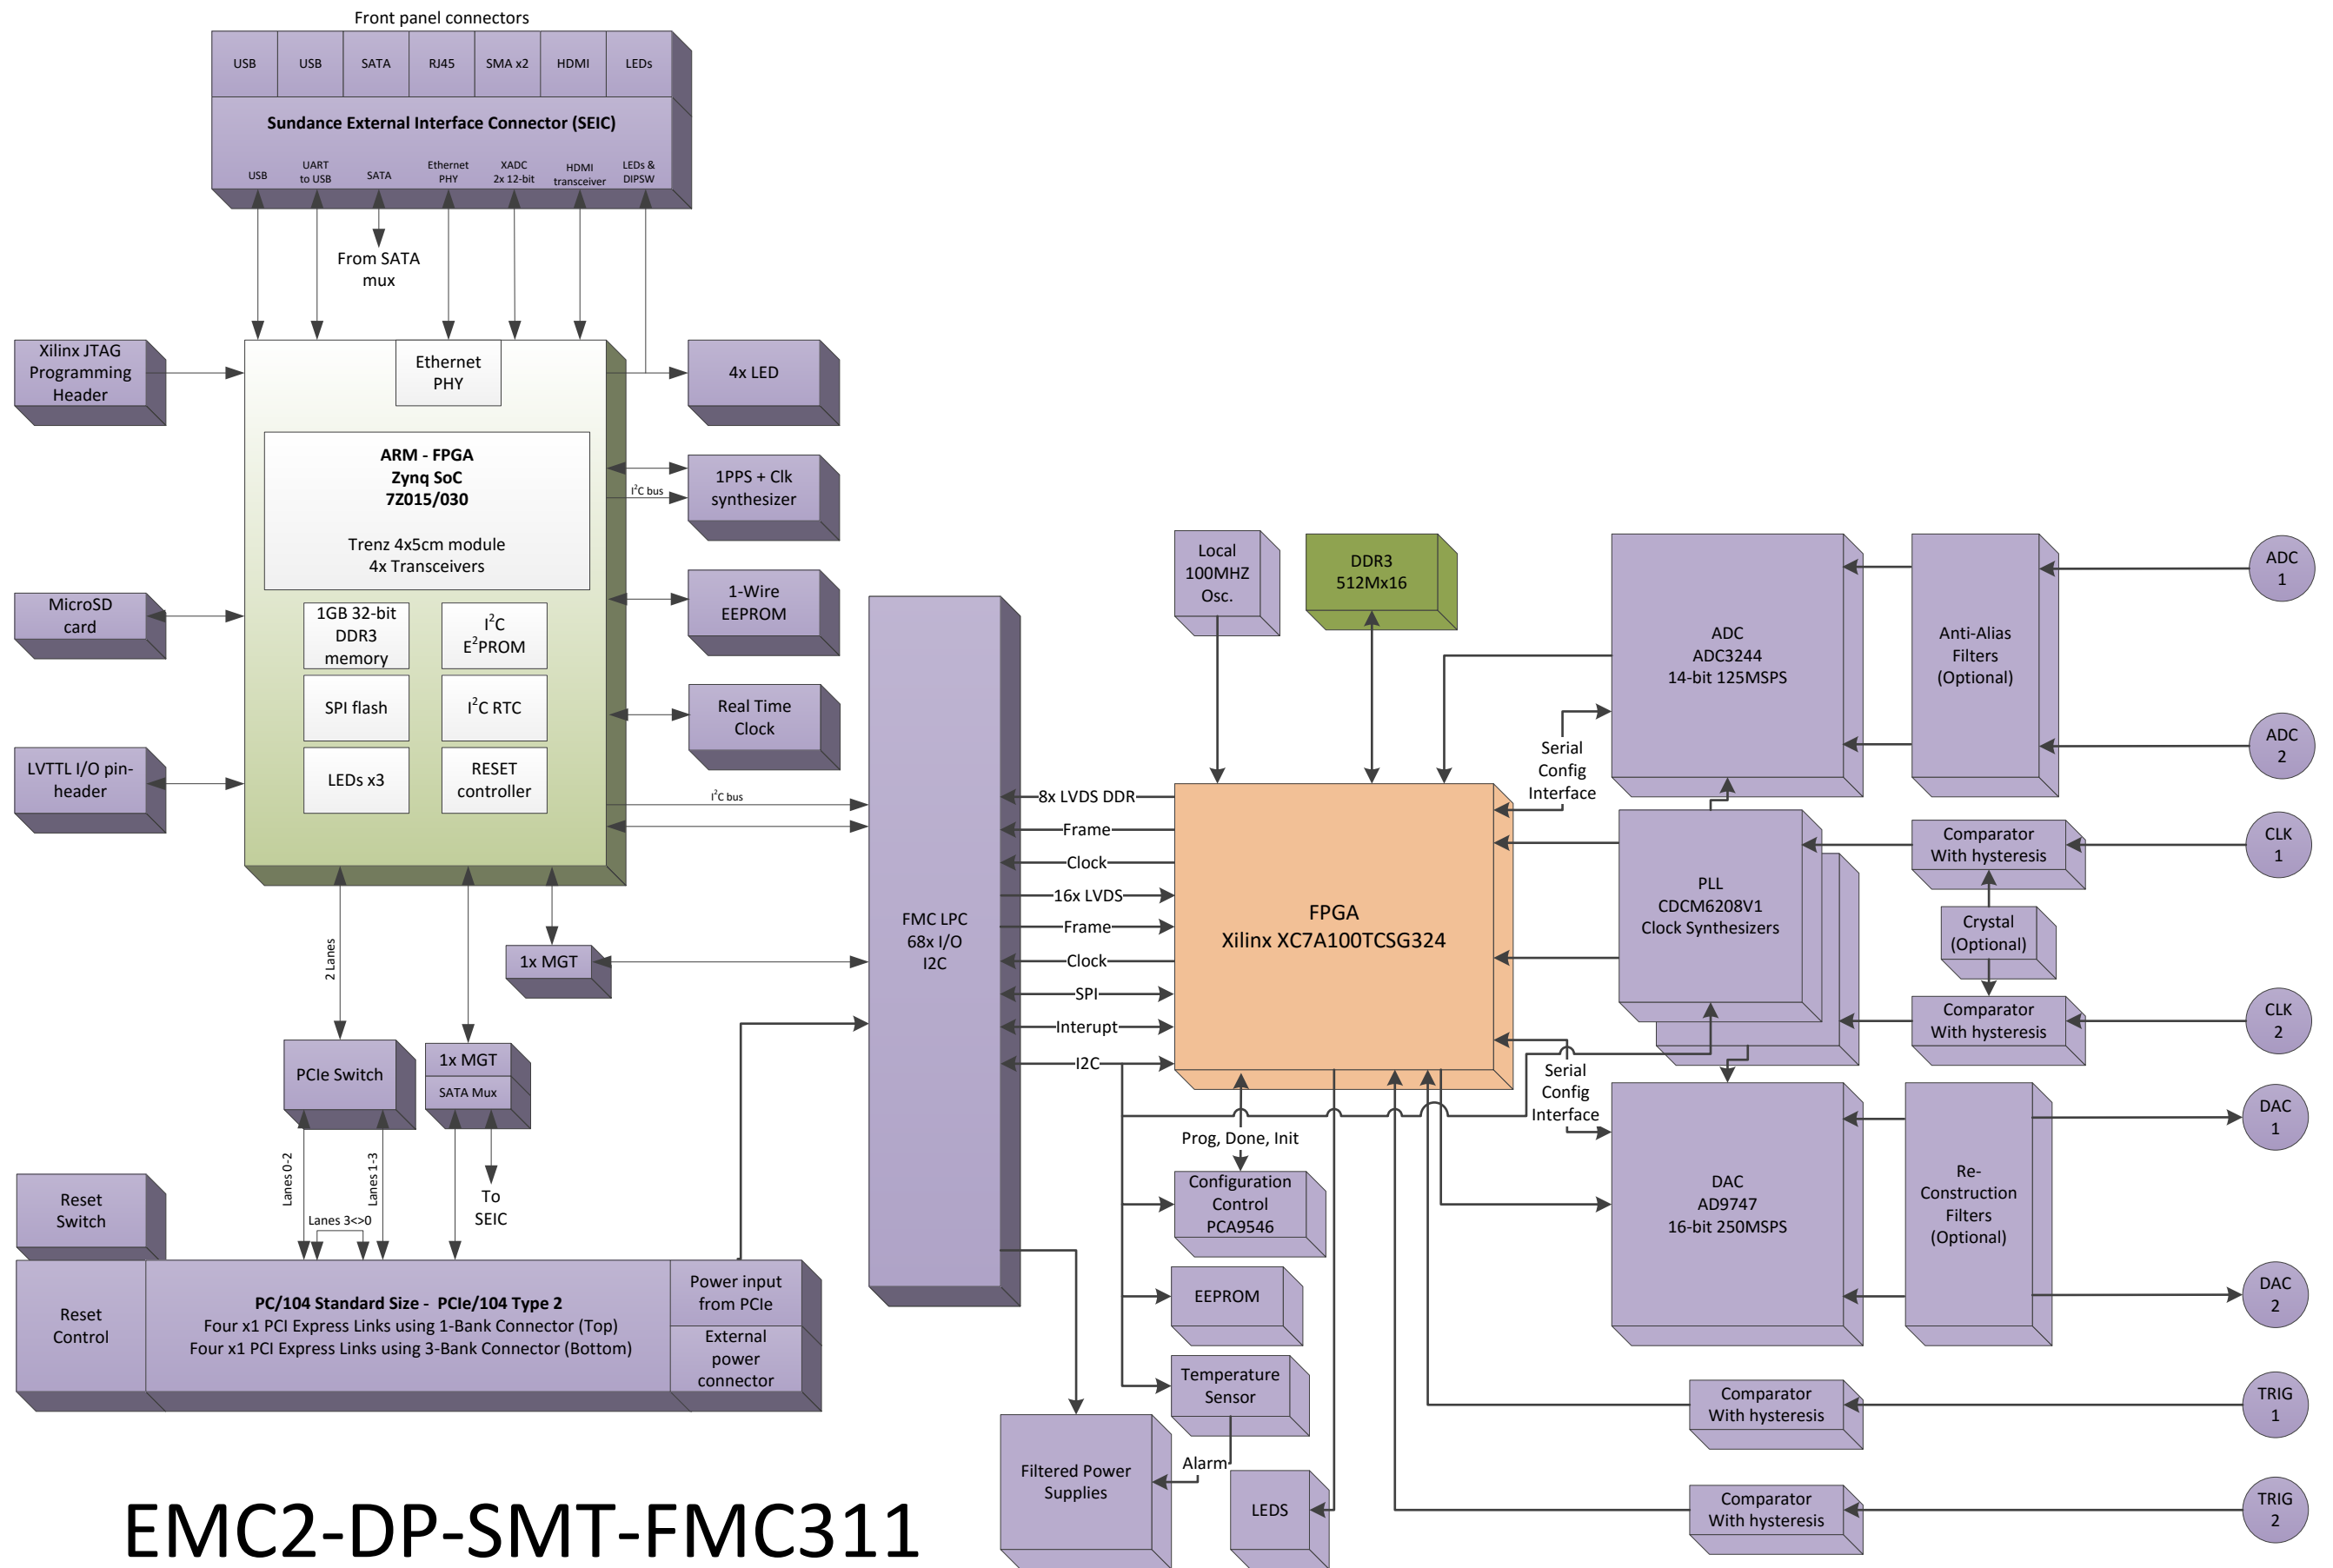 Front panel connectors
USB
USB
SATA
RJ45
SMA x2
HDMI
LEDs
Sundance External Interface Connector (SEIC)
USB
UART
to USB
SATA
Ethernet
PHY
XADC
2x 12-bit
HDMI
transceiver
LEDs &
DIPSW
From SATA
mux
Xilinx JTAG
Programming
Header
Ethernet
PHY
4x LED
ARM - FPGA
Zynq SoC
7Z015/030
Trenz 4x5cm module
4x Transceivers
I²C bus
1PPS + Clk
synthesizer
MicroSD
card
1GB 32-bit
DDR3
memory
I²C
E²PROM
1-Wire
EEPROM
SPI flash
I²C RTC
Real Time
Clock
LVTTL I/O pin-
header
LEDs x3
RESET
controller
I²C bus
2 Lanes
1x MGT
PCIe Switch
1x MGT
SATA Mux
Lanes 0-2
Lanes 1-3
Lanes 3<>0
To
SEIC
Reset
Switch
Reset
Control
PC/104 Standard Size - PCIe/104 Type 2
Four x1 PCI Express Links using 1-Bank Connector (Top)
Four x1 PCI Express Links using 3-Bank Connector (Bottom)
Power input
from PCIe
External
power
connector
FMC LPC
68x I/O
I2C
8x LVDS DDR
Frame
Clock
16x LVDS
Frame
Clock
SPI
Interupt
I2C
Local
100MHZ
Osc.
DDR3
512Mx16
FPGA
Xilinx XC7A100TCSG324
Serial
Config
Interface
ADC
ADC3244
14-bit 125MSPS
Anti-Alias
Filters
(Optional)
ADC
1
ADC
2
PLL
CDCM6208V1
Clock Synthesizers
Comparator
With hysteresis
CLK
1
Crystal
(Optional)
Comparator
With hysteresis
CLK
2
Serial
Config
Interface
DAC
AD9747
16-bit 250MSPS
Re-
Construction
Filters
(Optional)
DAC
1
DAC
2
Prog, Done, Init
Configuration
Control
PCA9546
EEPROM
Temperature
Sensor
Alarm
Filtered Power
Supplies
LEDS
Comparator
With hysteresis
TRIG
1
Comparator
With hysteresis
TRIG
2
EMC2-DP-SMT-FMC311